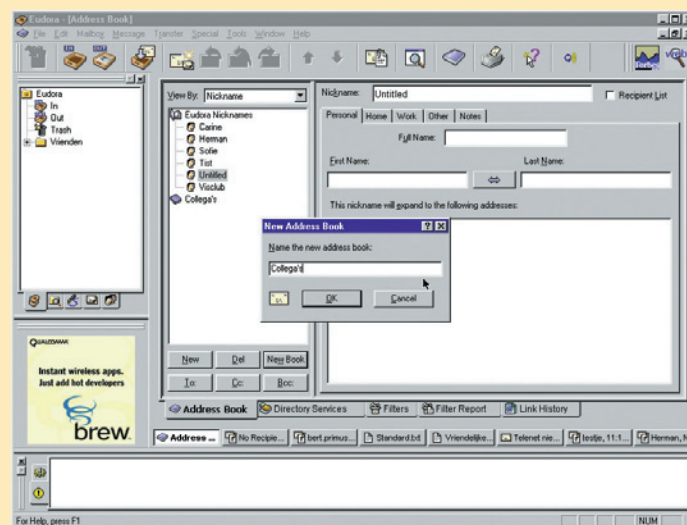 Eudora - [Address Book]
File Edit Mailbox Message Transfer Special Tools Window Help
IN OUT
Forbes
Eudora
In
Out
Trash
Vrienden
View By: Nickname
Eudora Nicknames
Carine
Herman
Sofie
Tist
Untitled
Visclub
Collega's
New Del New Book
To: Cc: Bcc:
Nickname: Untitled Recipient List
Personal Home Work Other Notes
Full Name:
First Name: Last Name:
This nickname will expand to the following addresses:
New Address Book
Name the new address book:
Collega's
OK Cancel
QUALCOMM
Instant wireless apps.
Just add hot developers
brew
Address Book Directory Services Filters Filter Report Link History
Address ... No Recipie... bert.primus... Standard.txt Vriendelijke... Telenet nie... testje, 11:1... Herman, M
For Help, press F1
NUM